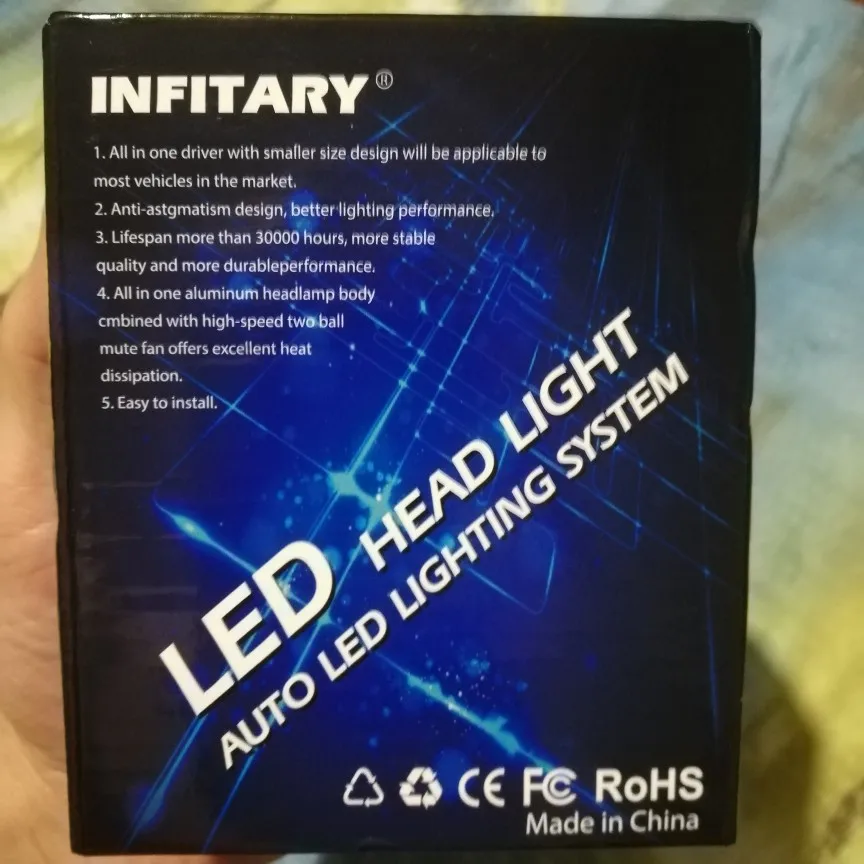 INFITARY®
1. All in one driver with smaller size design will be applicable to
most vehicles in the market.
2. Anti-astgmatism design, better lighting performance.
3. Lifespan more than 30000 hours, more stable
quality and more durableperformance.
4. All in one aluminum headlamp body
cmbined with high-speed two ball
mute fan offers excellent heat
dissipation.
5. Easy to install.
LED HEAD LIGHT
AUTO LED LIGHTING SYSTEM
CE FC RoHS
Made in China